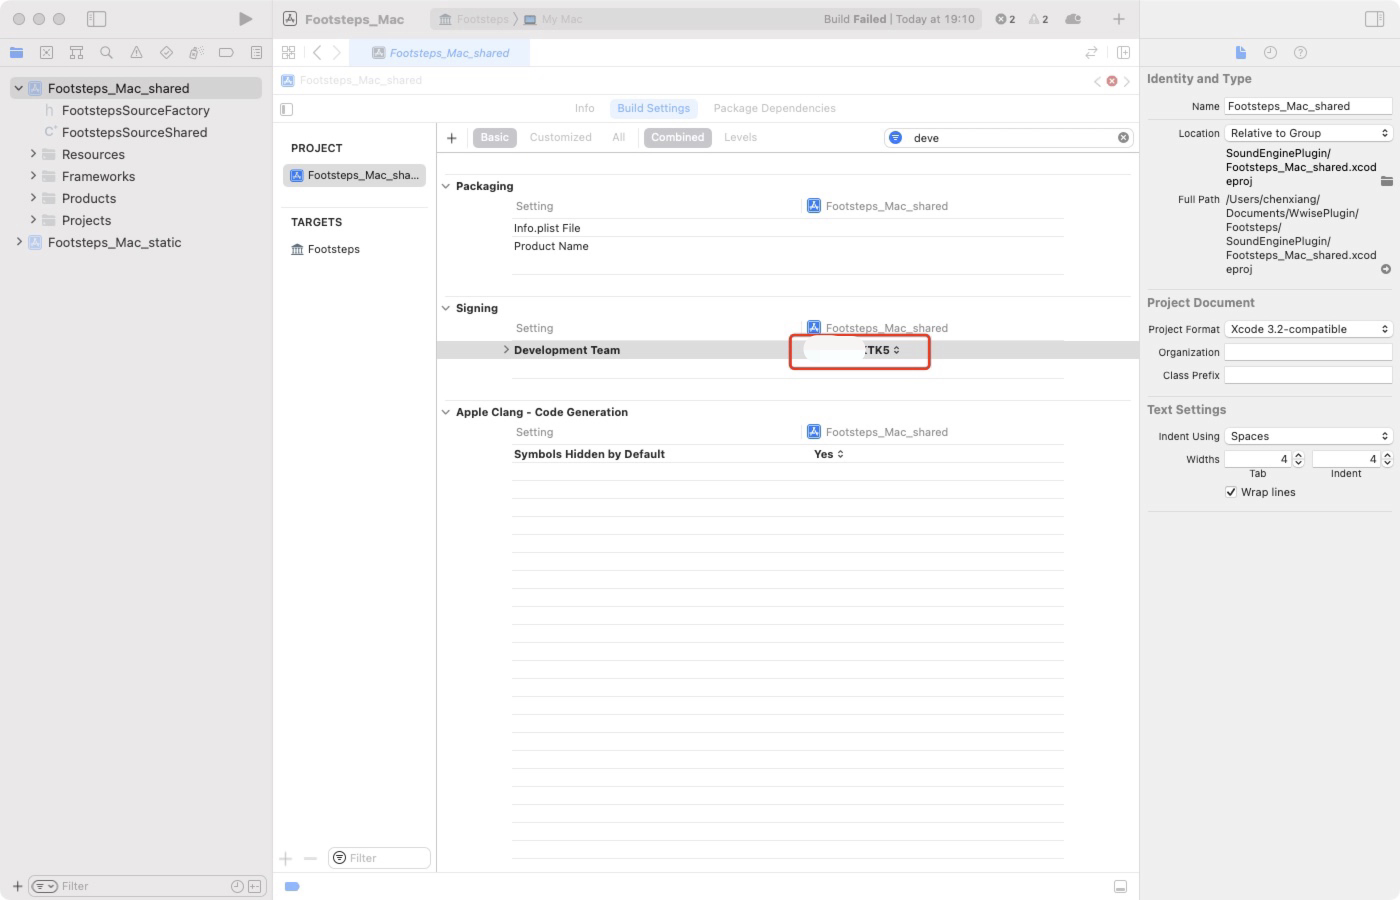 Footsteps_Mac
Footsteps
My Mac
Build Failed | Today at 19:10
2
2
Footsteps_Mac_shared
FootstepsSourceFactory
FootstepsSourceShared
Resources
Frameworks
Products
Projects
Footsteps_Mac_static
Filter
Footsteps_Mac_shared
Footsteps_Mac_shared
Info
Build Settings
Package Dependencies
PROJECT
Footsteps_Mac_sha...
TARGETS
Footsteps
Filter
Basic
Customized
All
Combined
Levels
deve
Packaging
Setting
Footsteps_Mac_shared
Info.plist File
Product Name
Signing
Setting
Footsteps_Mac_shared
Development Team
TK5
Apple Clang - Code Generation
Setting
Footsteps_Mac_shared
Symbols Hidden by Default
Yes
Identity and Type
Name
Footsteps_Mac_shared
Location
Relative to Group
SoundEnginePlugin/
Footsteps_Mac_shared.xcod
eproj
Full Path
/Users/chenxiang/
Documents/WwisePlugin/
Footsteps/
SoundEnginePlugin/
Footsteps_Mac_shared.xcod
eproj
Project Document
Project Format
Xcode 3.2-compatible
Organization
Class Prefix
Text Settings
Indent Using
Spaces
Widths
4
4
Tab
Indent
Wrap lines